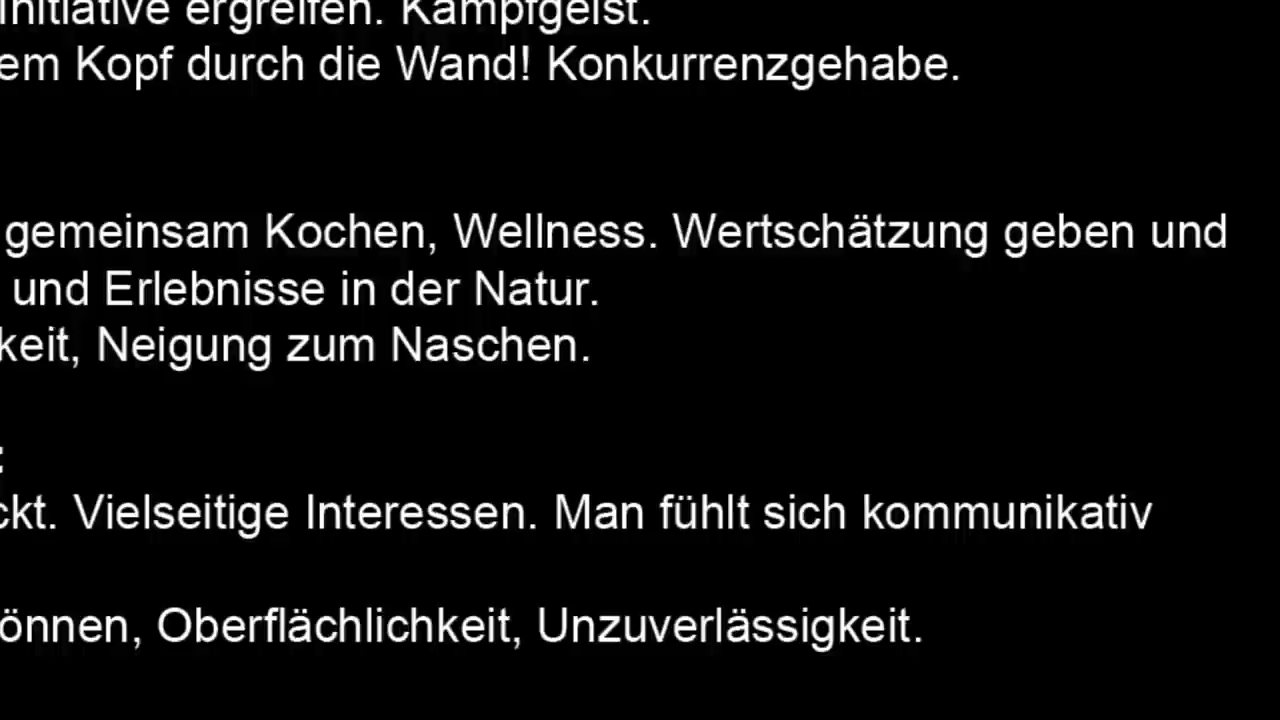 initiative ergreifen. Kampfgeist.
em Kopf durch die Wand! Konkurrenzgehabe.
gemeinsam Kochen, Wellness. Wertschätzung geben und
und Erlebnisse in der Natur.
keit, Neigung zum Naschen.
:
ckt. Vielseitige Interessen. Man fühlt sich kommunikativ
önnen, Oberflächlichkeit, Unzuverlässigkeit.